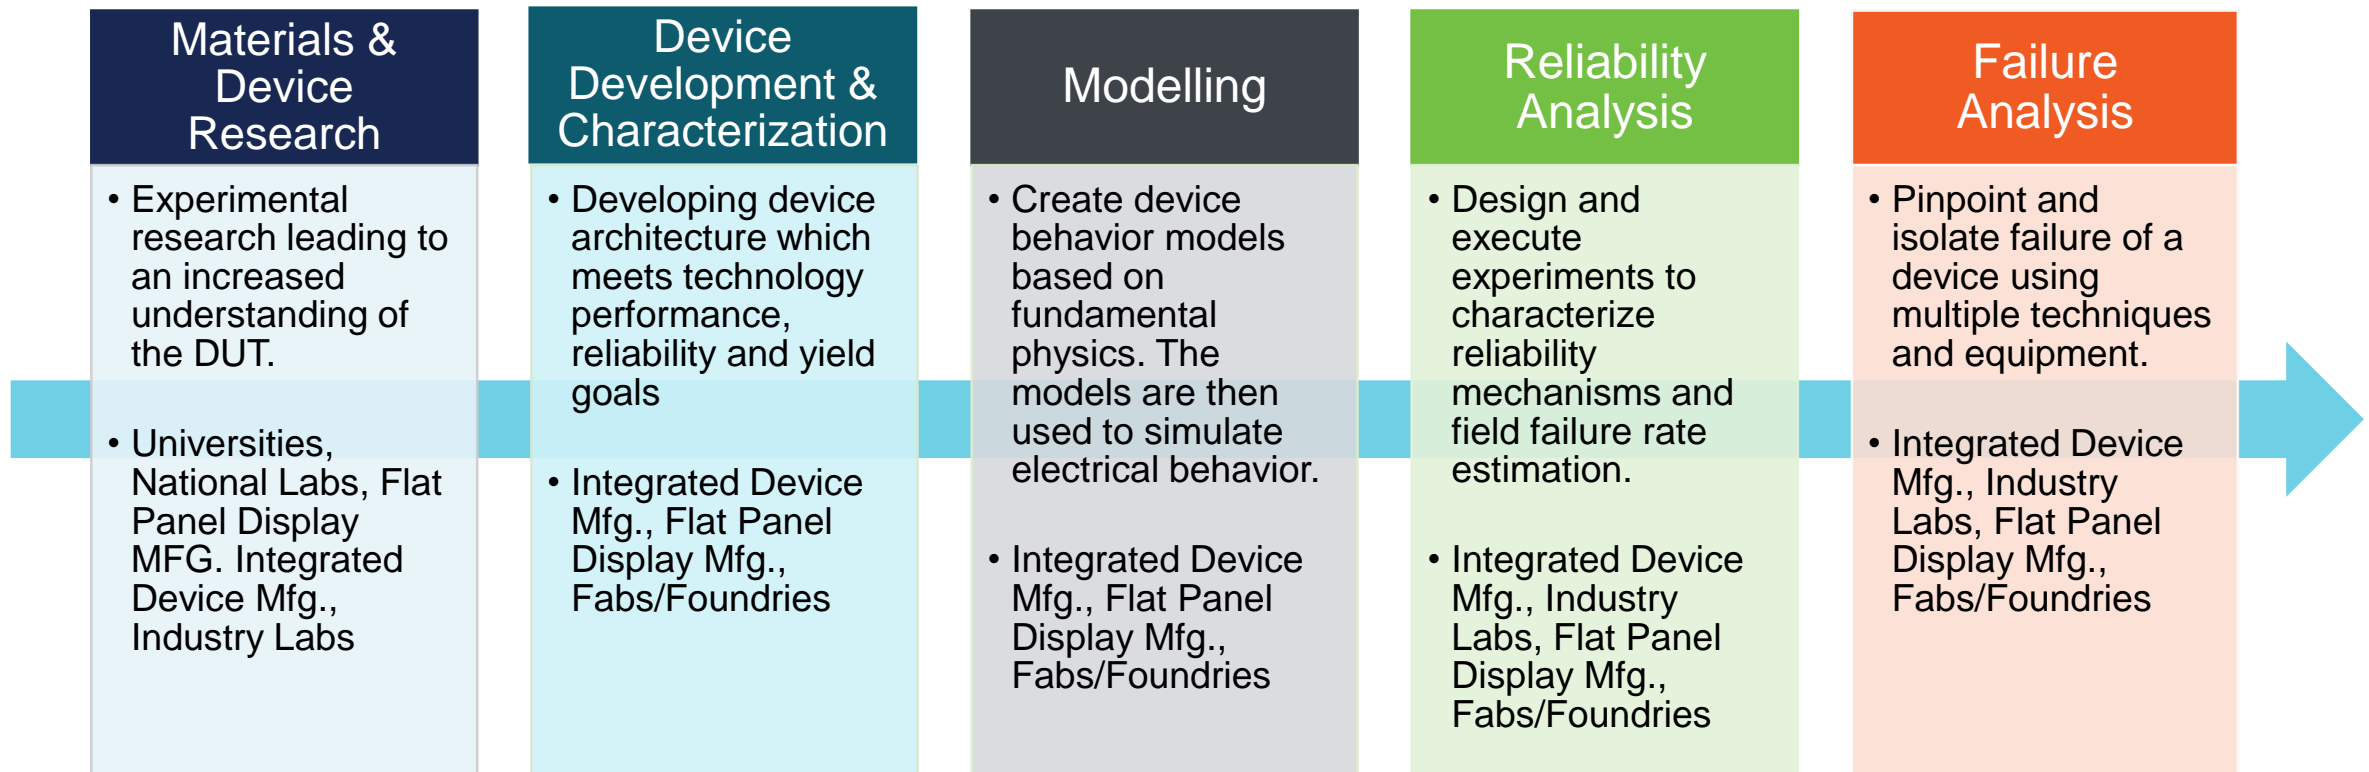 Materials &
Device
Research
• Experimental
research leading to
an increased
understanding of
the DUT.
• Universities,
National Labs, Flat
Panel Display
MFG. Integrated
Device Mfg.,
Industry Labs
Device
Development &
Characterization
• Developing device
architecture which
meets technology
performance,
reliability and yield
goals
• Integrated Device
Mfg., Flat Panel
Display Mfg.,
Fabs/Foundries
Modelling
• Create device
behavior models
based on
fundamental
physics. The
models are then
used to simulate
electrical behavior.
• Integrated Device
Mfg., Flat Panel
Display Mfg.,
Fabs/Foundries
Reliability
Analysis
• Design and
execute
experiments to
characterize
reliability
mechanisms and
field failure rate
estimation.
• Integrated Device
Mfg., Industry
Labs, Flat Panel
Display Mfg.,
Fabs/Foundries
Failure
Analysis
• Pinpoint and
isolate failure of a
device using
multiple techniques
and equipment.
• Integrated Device
Mfg., Industry
Labs, Flat Panel
Display Mfg.,
Fabs/Foundries